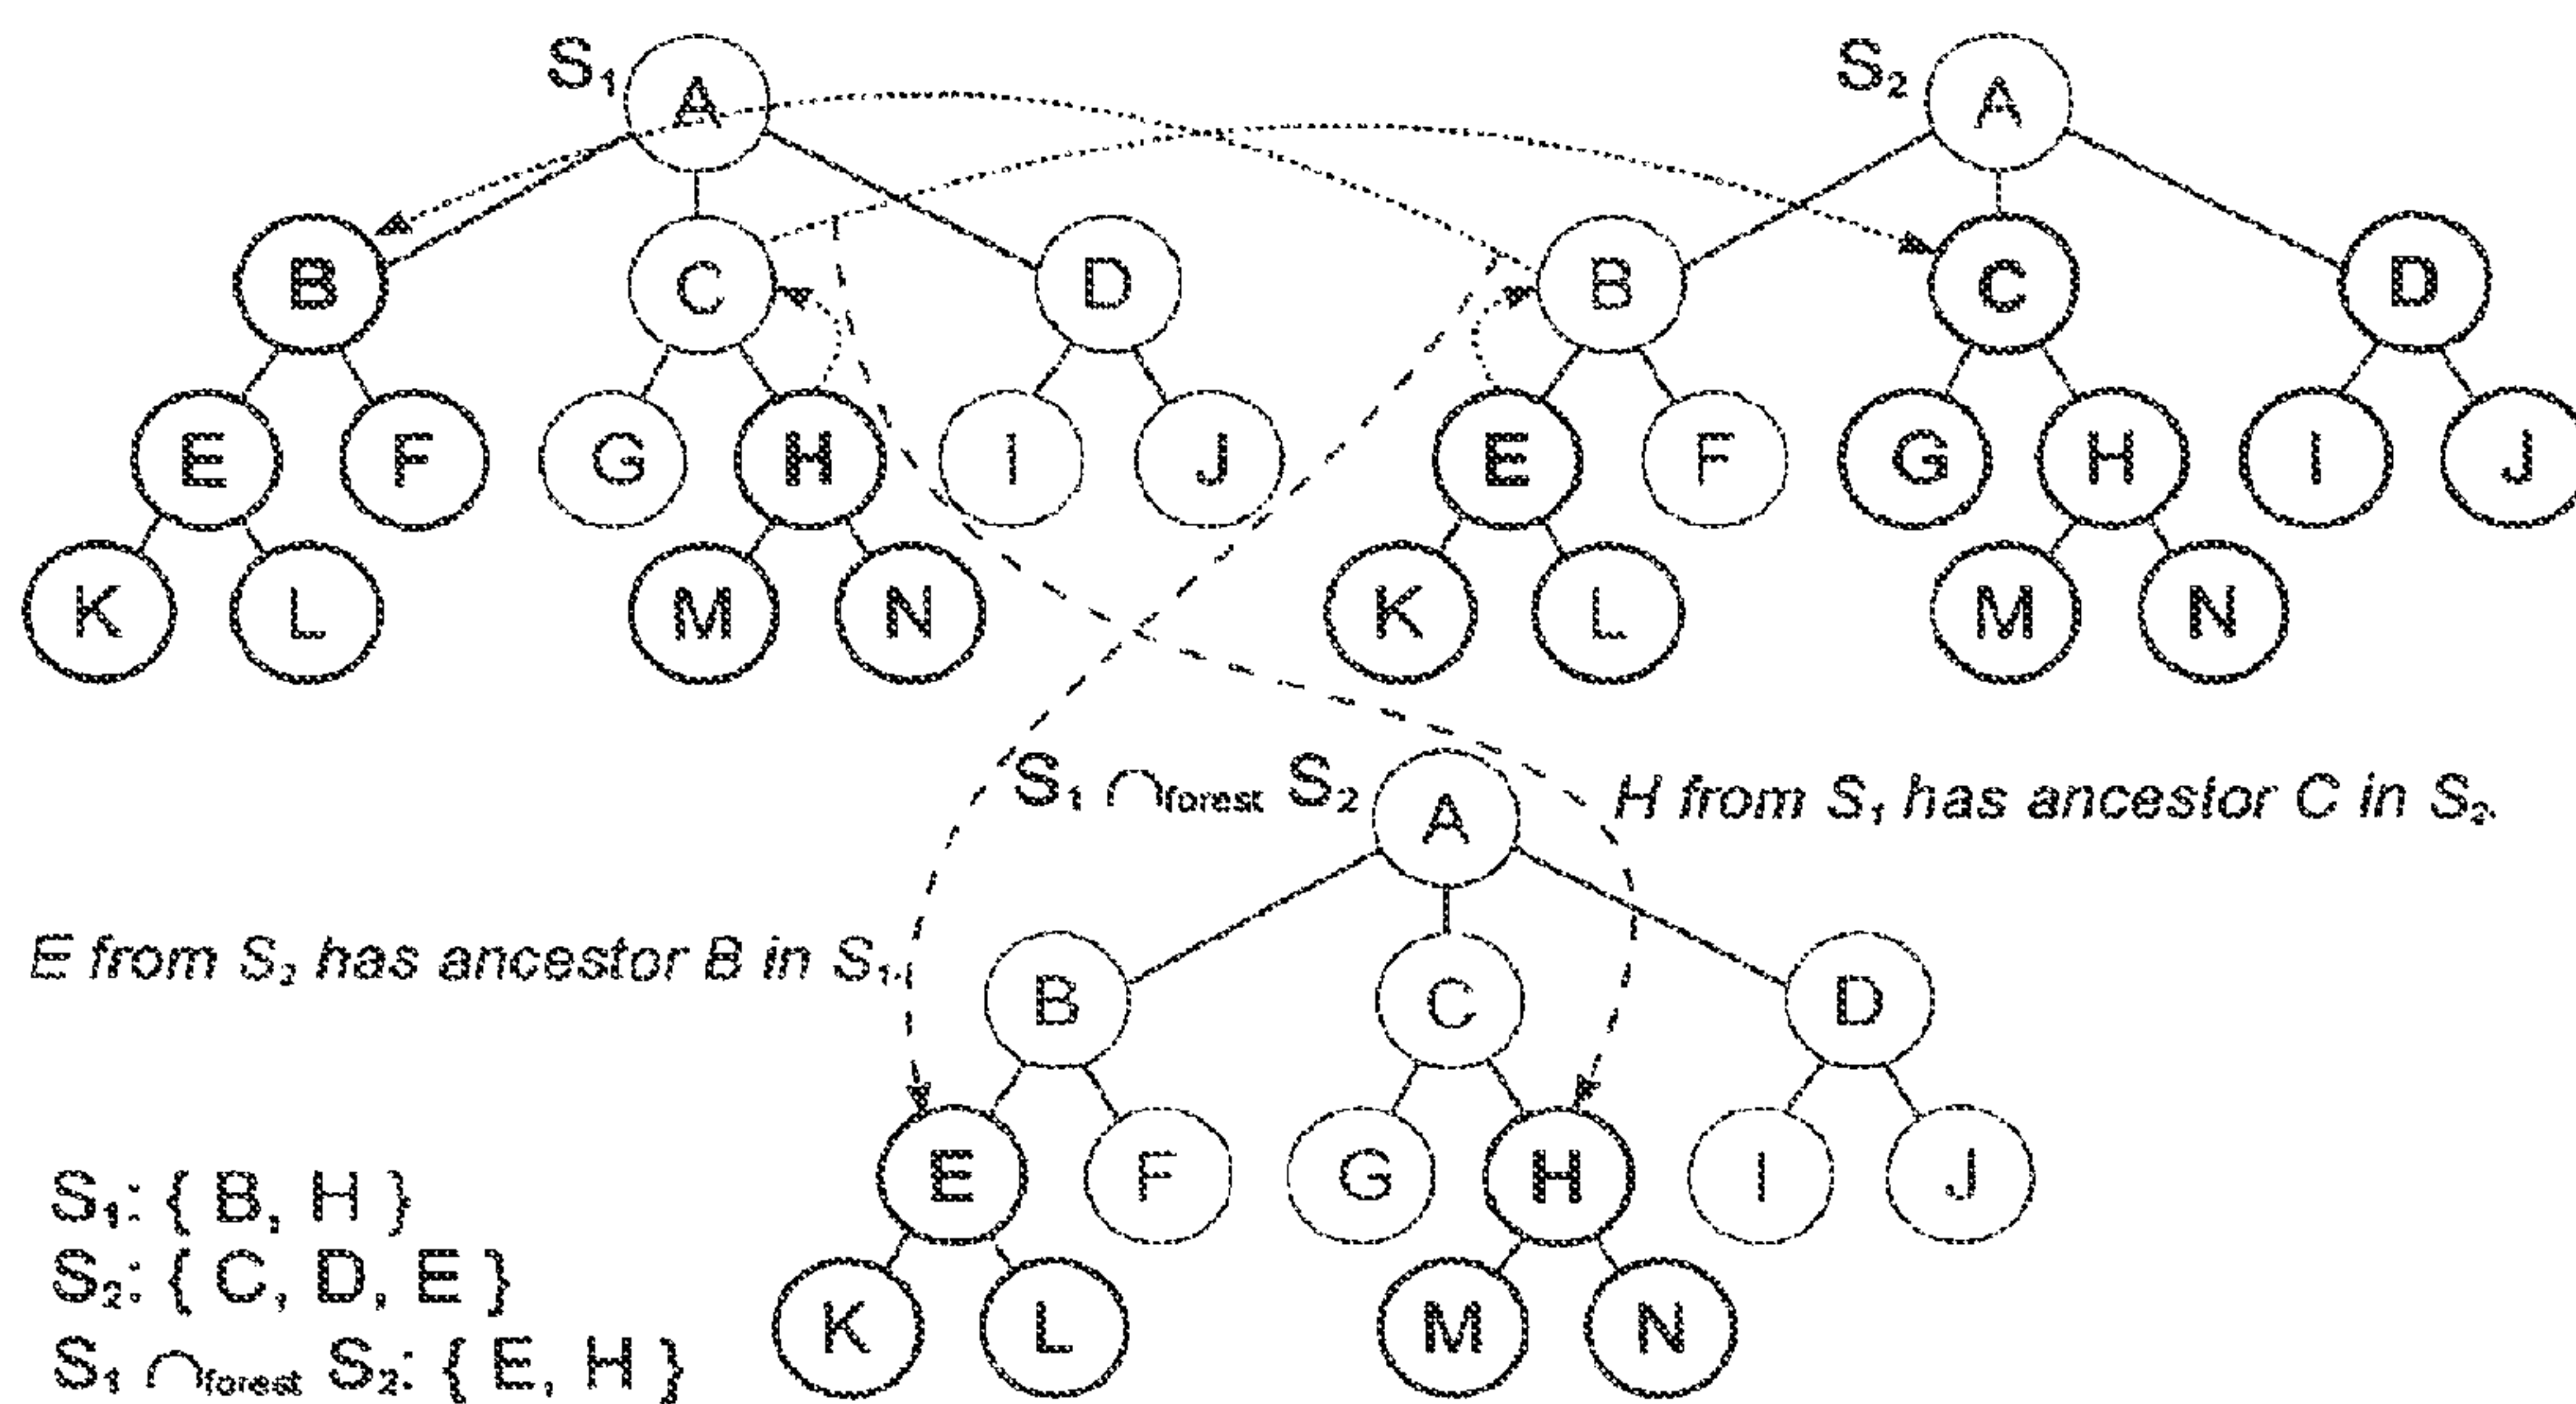 S₁ A S₂ A
B C D B C D
E F G H I J E F G H I J
K L M N K L M N
S₁ ∩forest S₂ A H from S₁ has ancestor C in S₂.
E from S₂ has ancestor B in S₁.
B C D
E F G H I J
K L M N
S₁: { B, H }
S₂: { C, D, E }
S₁ ∩forest S₂: { E, H }